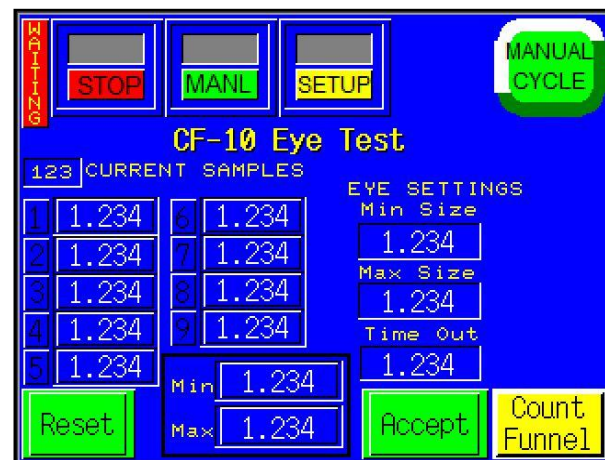 WAITING
STOP
MANL
SETUP
MANUAL
CYCLE
CF-10 Eye Test
123 CURRENT SAMPLES
1 1.234
2 1.234
3 1.234
4 1.234
5 1.234
6 1.234
7 1.234
8 1.234
9 1.234
EYE SETTINGS
Min Size
1.234
Max Size
1.234
Time Out
1.234
Min 1.234
Max 1.234
Reset
Accept
Count
Funnel